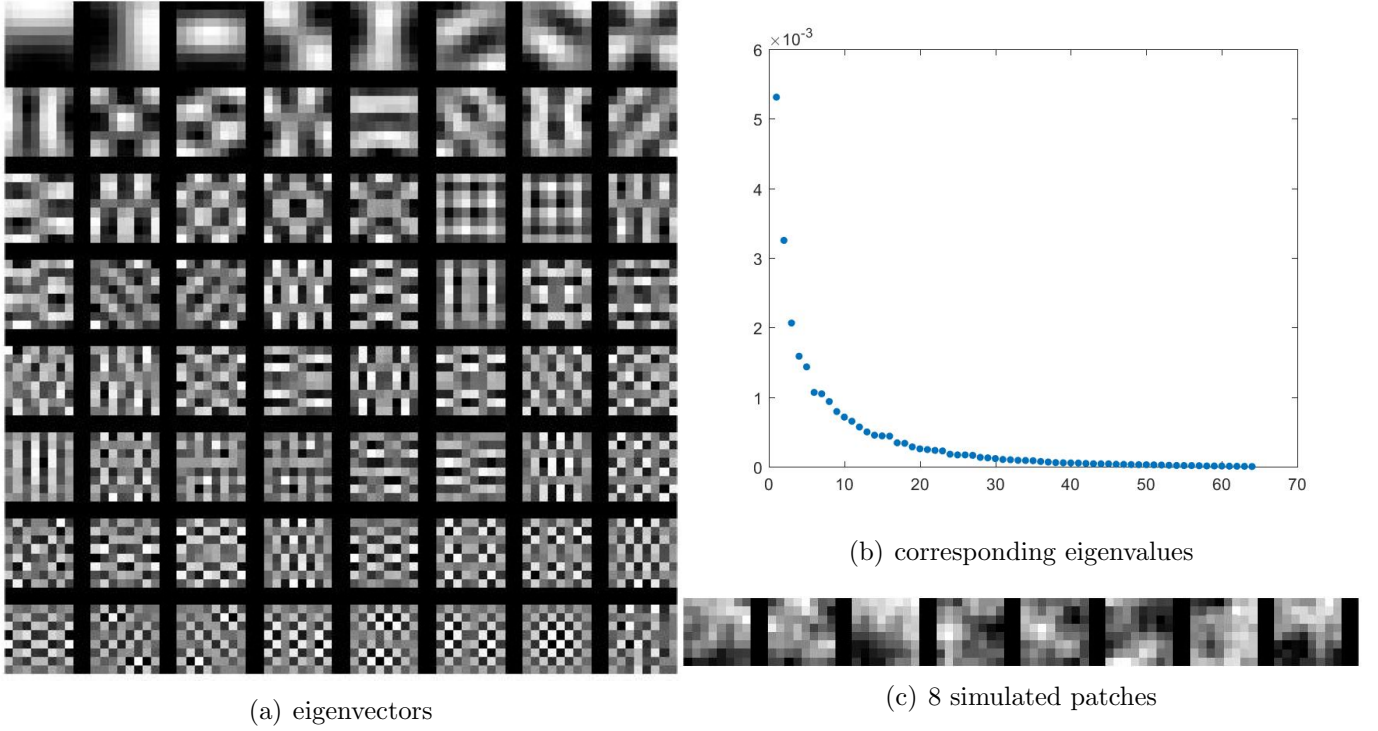 ×10⁻³
6
5
4
3
2
1
0
0 10 20 30 40 50 60 70
(b) corresponding eigenvalues
(c) 8 simulated patches
(a) eigenvectors